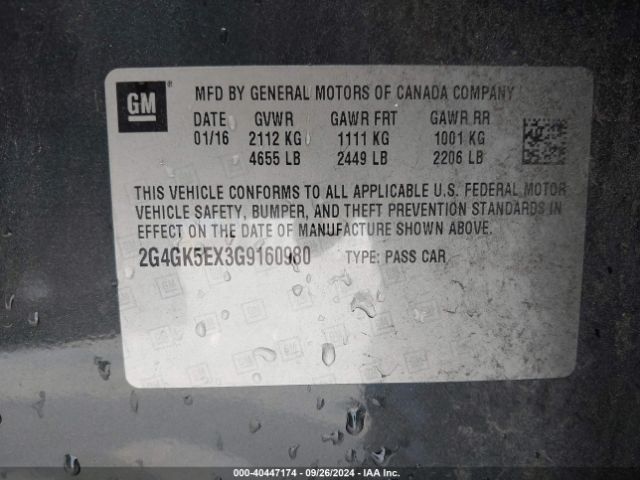 GM
MFD BY GENERAL MOTORS OF CANADA COMPANY
DATE GVWR GAWR FRT GAWR RR
01/16 2112 KG 1111 KG 1001 KG
4655 LB 2449 LB 2206 LB
THIS VEHICLE CONFORMS TO ALL APPLICABLE U.S. FEDERAL MOTOR
VEHICLE SAFETY, BUMPER, AND THEFT PREVENTION STANDARDS IN
EFFECT ON THE DATE OF MANUFACTURE SHOWN ABOVE.
2G4GK5EX3G9160980 TYPE: PASS CAR
000-40447174 - 09/26/2024 - IAA Inc.